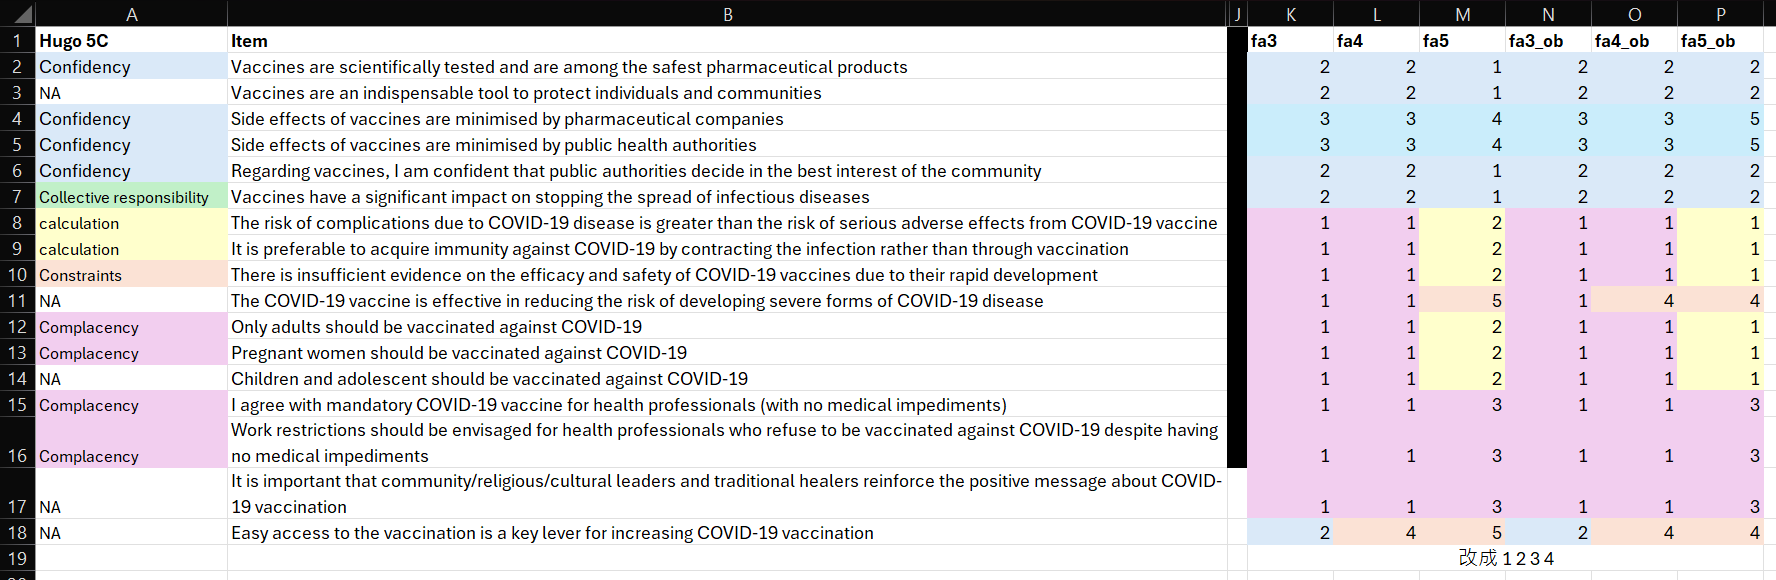 A B J K L M N O P
1 Hugo 5C Item fa3 fa4 fa5 fa3_ob fa4_ob fa5_ob
2 Confidency Vaccines are scientifically tested and are among the safest pharmaceutical products 2 2 1 2 2 2
3 NA Vaccines are an indispensable tool to protect individuals and communities 2 2 1 2 2 2
4 Confidency Side effects of vaccines are minimised by pharmaceutical companies 3 3 4 3 3 5
5 Confidency Side effects of vaccines are minimised by public health authorities 3 3 4 3 3 5
6 Confidency Regarding vaccines, I am confident that public authorities decide in the best interest of the community 2 2 1 2 2 2
7 Collective responsibility Vaccines have a significant impact on stopping the spread of infectious diseases 2 2 1 2 2 2
8 calculation The risk of complications due to COVID-19 disease is greater than the risk of serious adverse effects from COVID-19 vaccine 1 1 2 1 1 1
9 calculation It is preferable to acquire immunity against COVID-19 by contracting the infection rather than through vaccination 1 1 2 1 1 1
10 Constraints There is insufficient evidence on the efficacy and safety of COVID-19 vaccines due to their rapid development 1 1 2 1 1 1
11 NA The COVID-19 vaccine is effective in reducing the risk of developing severe forms of COVID-19 disease 1 1 5 1 4 4
12 Complacency Only adults should be vaccinated against COVID-19 1 1 2 1 1 1
13 Complacency Pregnant women should be vaccinated against COVID-19 1 1 2 1 1 1
14 NA Children and adolescent should be vaccinated against COVID-19 1 1 2 1 1 1
15 Complacency I agree with mandatory COVID-19 vaccine for health professionals (with no medical impediments) 1 1 3 1 1 3
Work restrictions should be envisaged for health professionals who refuse to be vaccinated against COVID-19 despite having
16 Complacency no medical impediments 1 1 3 1 1 3
It is important that community/religious/cultural leaders and traditional healers reinforce the positive message about COVID-
17 NA 19 vaccination 1 1 3 1 1 3
18 NA Easy access to the vaccination is a key lever for increasing COVID-19 vaccination 2 4 5 2 4 4
19 改成 1 2 3 4